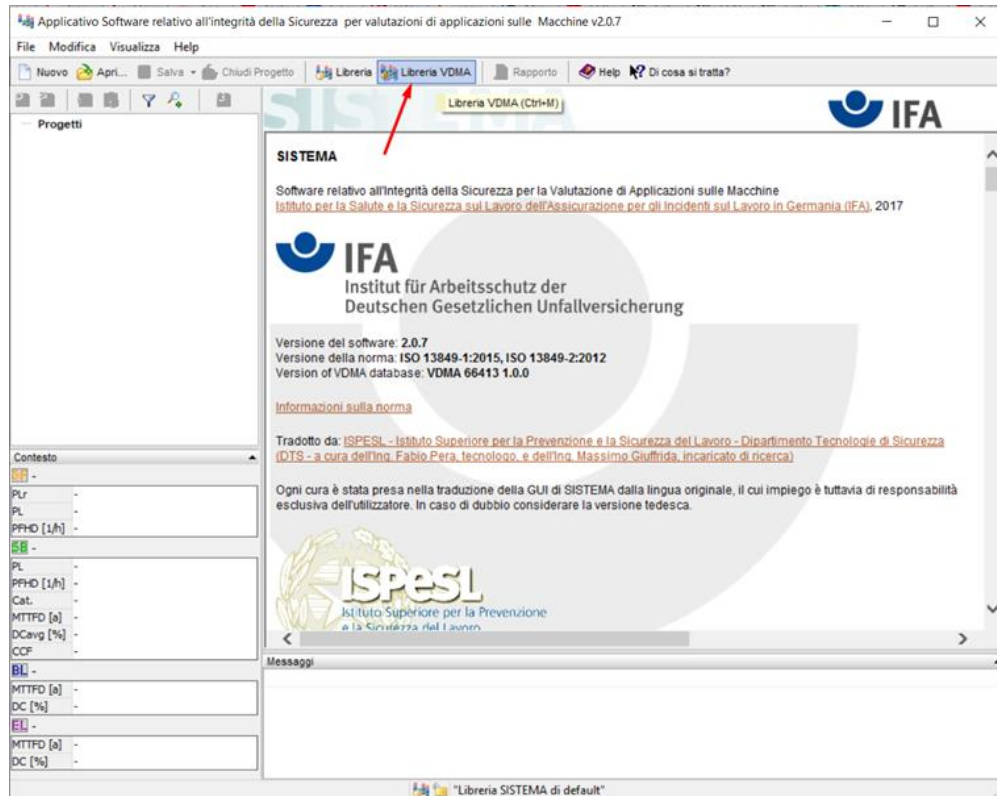 Applicativo Software relativo all'integrità della Sicurezza per valutazioni di applicazioni sulle Macchine v2.0.7
File Modifica Visualizza Help
Nuovo Apri... Salva Chiudi Progetto Libreria Libreria VDMA Rapporto Help Di cosa si tratta?
Libreria VDMA (Ctrl+M)
SISTEMA
IFA
Progetti
SISTEMA
Software relativo all'Integrità della Sicurezza per la Valutazione di Applicazioni sulle Macchine
Istituto per la Salute e la Sicurezza sul Lavoro dell'Assicurazione per gli Incidenti sul Lavoro in Germania (IFA), 2017
IFA
Institut für Arbeitsschutz der
Deutschen Gesetzlichen Unfallversicherung
Versione del software: 2.0.7
Versione della norma: ISO 13849-1:2015, ISO 13849-2:2012
Version of VDMA database: VDMA 66413 1.0.0
Informazioni sulla norma
Tradotto da: ISPESL - Istituto Superiore per la Prevenzione e la Sicurezza del Lavoro - Dipartimento Tecnologie di Sicurezza
(DTS - a cura dell'Ing. Fabio Pera, tecnologo, e dell'Ing. Massimo Giuffrida, incaricato di ricerca)
Ogni cura è stata presa nella traduzione della GUI di SISTEMA dalla lingua originale, il cui impiego è tuttavia di responsabilità
esclusiva dell'utilizzatore. In caso di dubbio considerare la versione tedesca.
ISPESL
Istituto Superiore per la Prevenzione
e la Sicurezza del Lavoro
Contesto
SF -
PLr -
PL -
PFHD [1/h] -
SB -
PL -
PFHD [1/h] -
Cat. -
MTTFD [a] -
DCavg [%] -
CCF -
BL -
MTTFD [a] -
DC [%] -
EL -
MTTFD [a] -
DC [%] -
Messaggi
"Libreria SISTEMA di default"